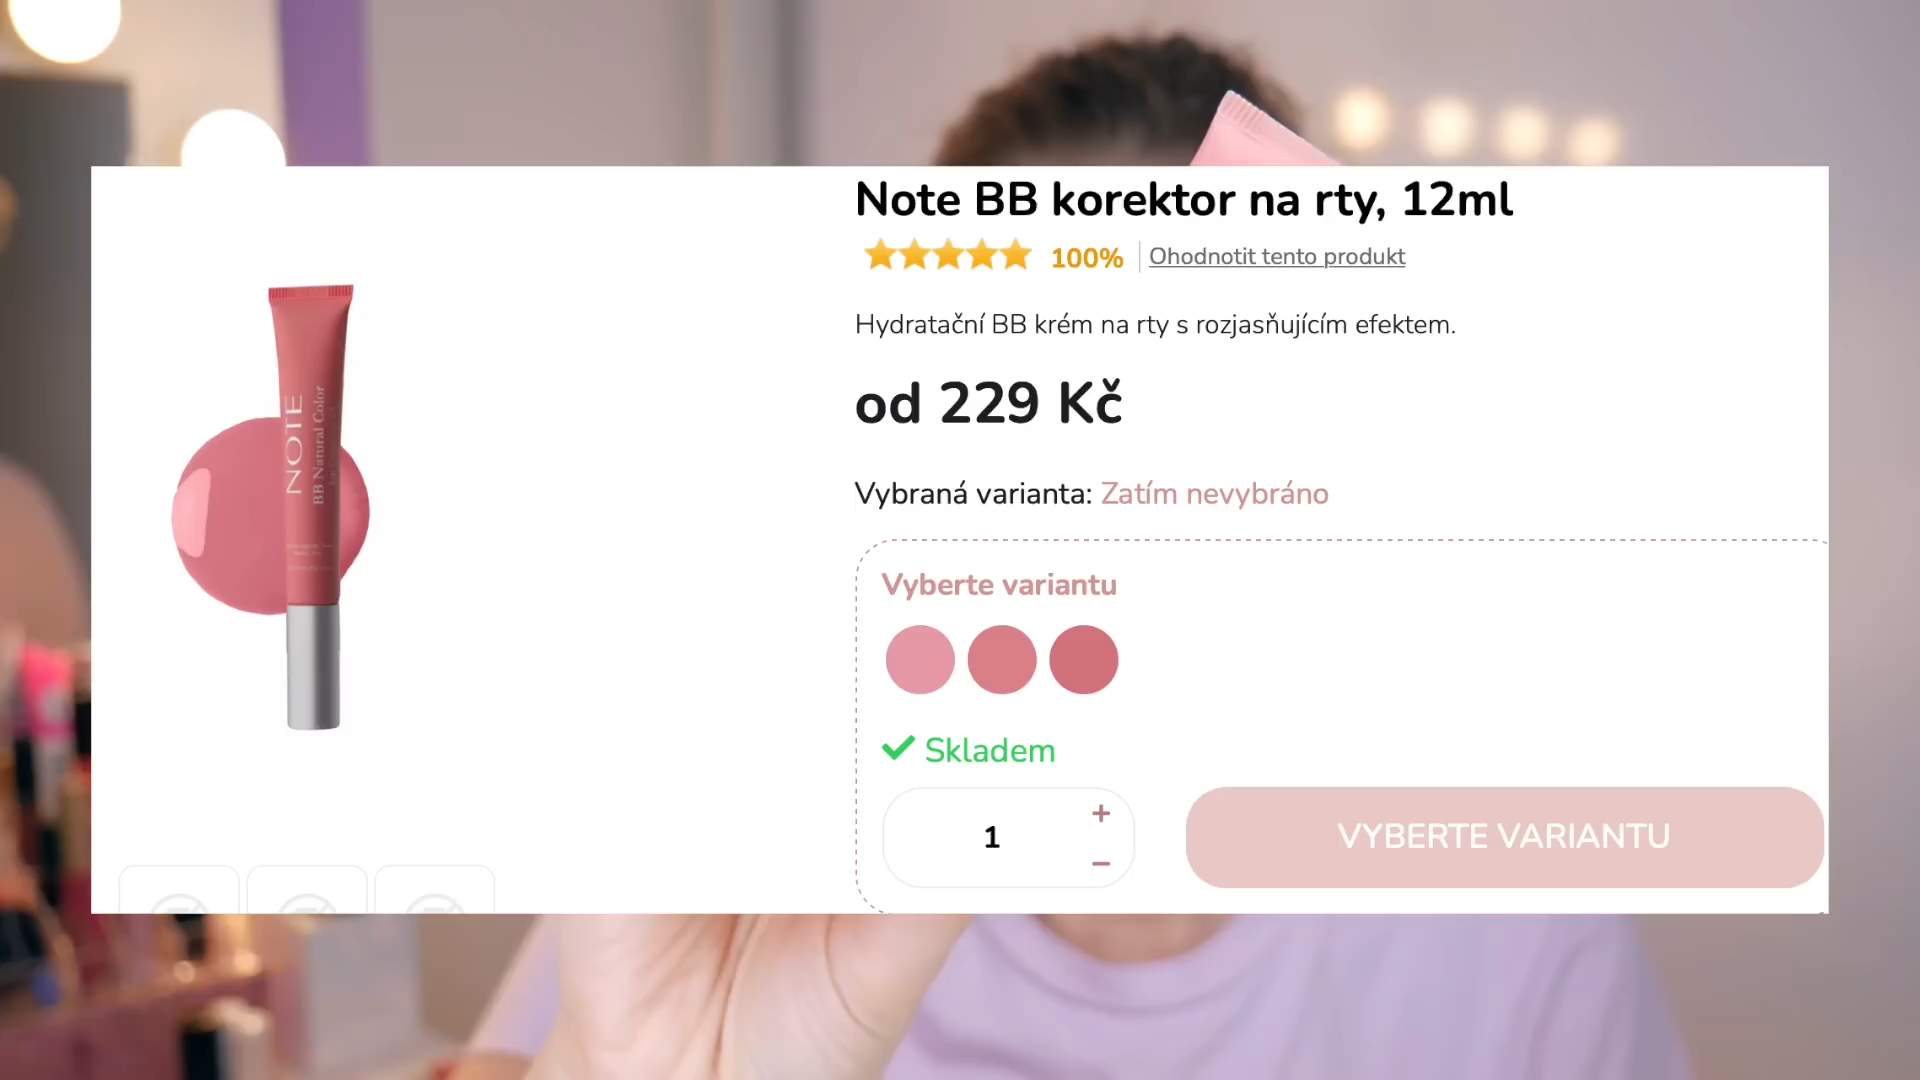 Note BB korektor na rty, 12ml
100% Ohodnotit tento produkt
Hydratační BB krém na rty s rozjasňujícím efektem.
od 229 Kč
Vybraná varianta: Zatím nevybráno
Vyberte variantu
Skladem
1
+
−
VYBERTE VARIANTU
NOTE
BB Natural Color